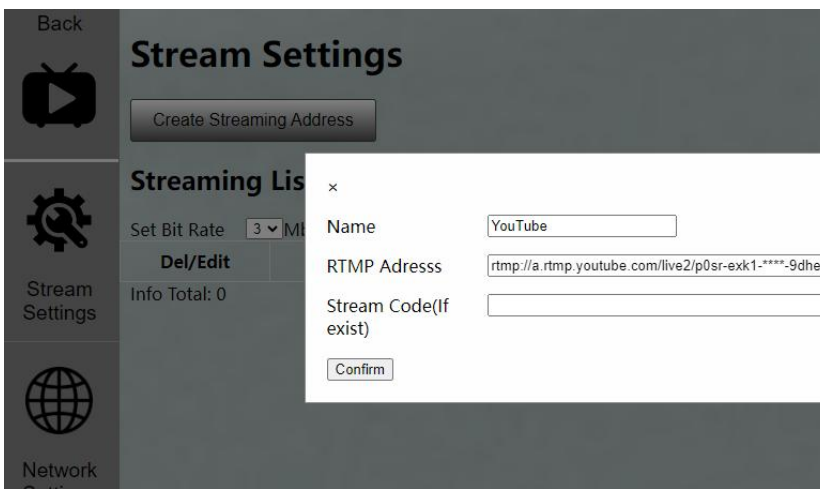 Back
Stream Settings
Create Streaming Address
Streaming Lis
×
Set Bit Rate 3 Mb
Name YouTube
Del/Edit
RTMP Adresss rtmp://a.rtmp.youtube.com/live2/p0sr-exk1-****-9dhe
Info Total: 0
Stream Code(If
exist)
Confirm
Stream
Settings
Network